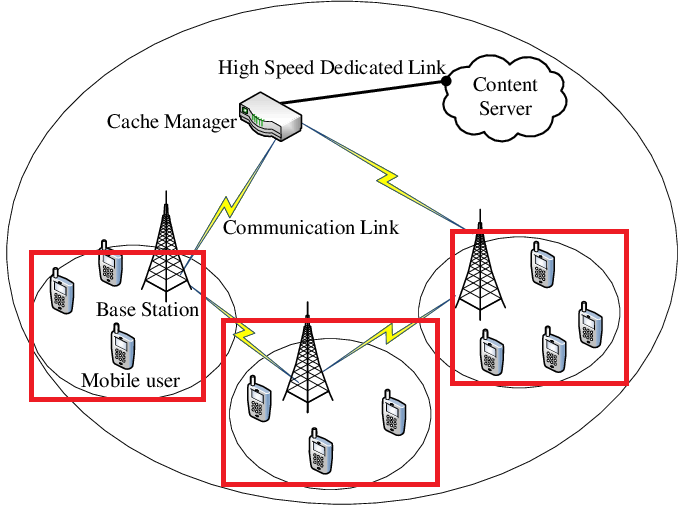 High Speed Dedicated Link
Content
Server
Cache Manager
Communication Link
Base Station
Mobile user